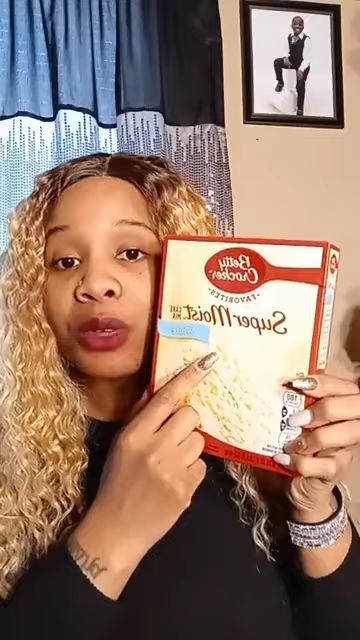 Betty
Crocker
FAVORITES
Super Moist CAKE
MIX
White